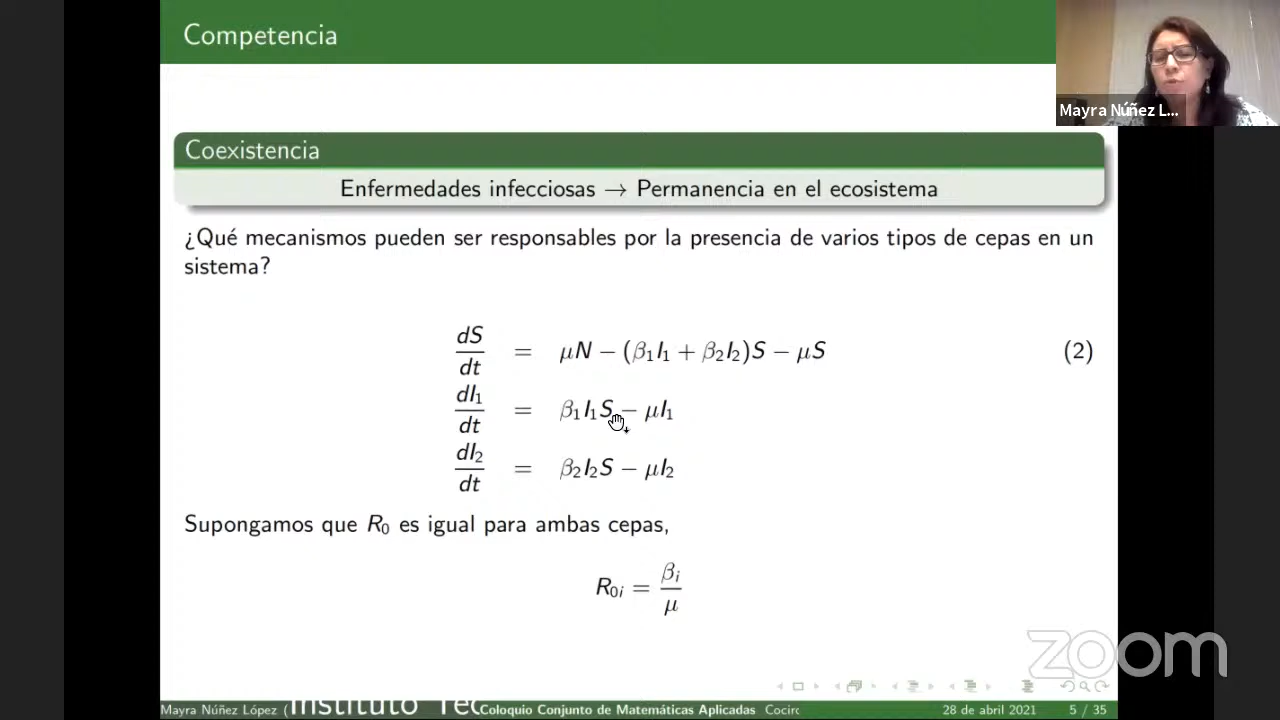 Competencia
Mayra Núñez L...
Coexistencia
Enfermedades infecciosas → Permanencia en el ecosistema
¿Qué mecanismos pueden ser responsables por la presencia de varios tipos de cepas en un
sistema?
dS/dt = μN − (β₁I₁ + β₂I₂)S − μS (2)
dI₁/dt = β₁I₁S − μI₁
dI₂/dt = β₂I₂S − μI₂
Supongamos que R₀ es igual para ambas cepas,
R₀ᵢ = βᵢ/μ
zoom
Mayra Núñez López ( Instituto Coloquio Conjunto de Matemáticas Aplicadas 28 de abril 2021 5 / 35